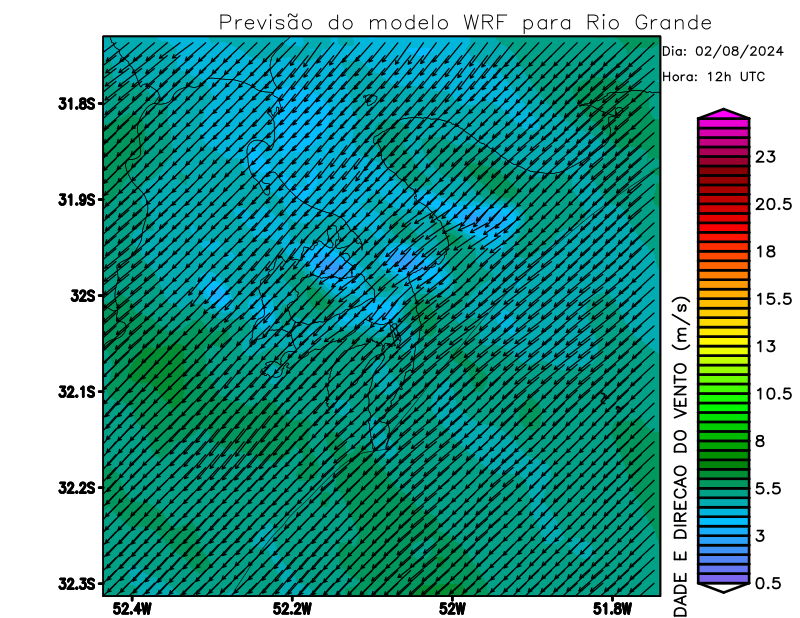 Previsão do modelo WRF para Rio Grande
Dia: 02/08/2024
Hora: 12h UTC
31.8S
31.9S
32S
32.1S
32.2S
32.3S
52.4W
52.2W
52W
51.8W
23
20.5
18
15.5
13
10.5
8
5.5
3
0.5
DADE E DIRECAO DO VENTO (m/s)